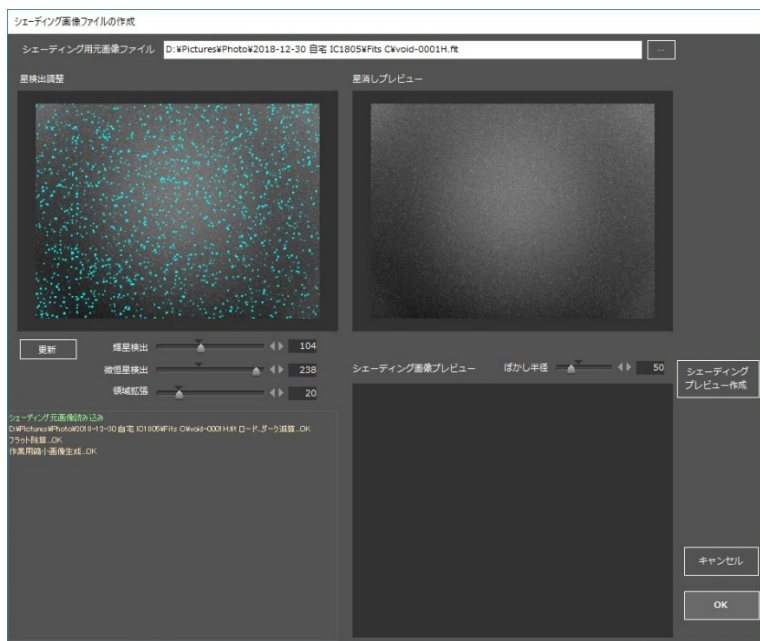 シェーディング画像ファイルの作成
シェーディング用元画像ファイル D:¥Pictures¥Photo¥2018-12-30 自宅 IC1805¥Fits C¥void-0001H.fit ...
星検出調整
星消しプレビュー
更新
輝星検出 104
微恒星検出 238
領域拡張 20
シェーディング画像プレビュー ぼかし半径 50
シェーディング
プレビュー作成
シェーディング元画像読み込み
D:¥Pictures¥Photo¥2018-12-30 自宅 IC1805¥Fits C¥void-0001H.fit ロード..ダーク減算..OK
フラット除算..OK
作業用縮小画像生成..OK
キャンセル
OK